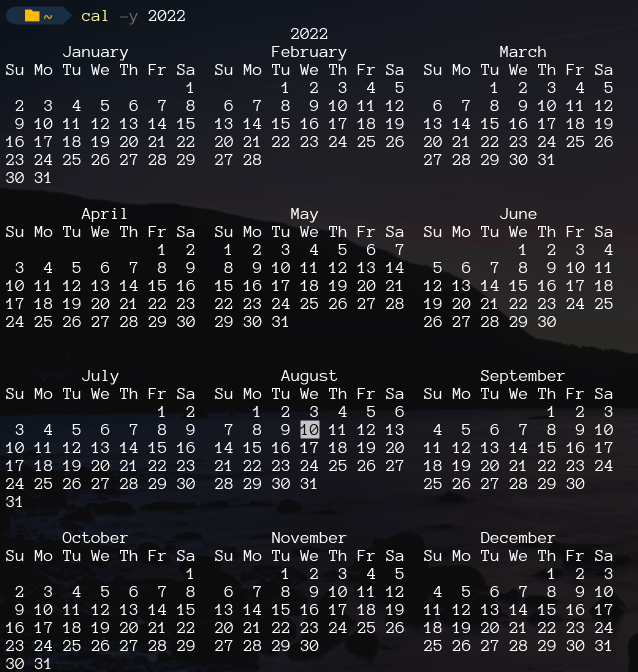 ~ cal -y 2022
2022
January February March
Su Mo Tu We Th Fr Sa Su Mo Tu We Th Fr Sa Su Mo Tu We Th Fr Sa
1 1 2 3 4 5 1 2 3 4 5
2 3 4 5 6 7 8 6 7 8 9 10 11 12 6 7 8 9 10 11 12
9 10 11 12 13 14 15 13 14 15 16 17 18 19 13 14 15 16 17 18 19
16 17 18 19 20 21 22 20 21 22 23 24 25 26 20 21 22 23 24 25 26
23 24 25 26 27 28 29 27 28 27 28 29 30 31
30 31
April May June
Su Mo Tu We Th Fr Sa Su Mo Tu We Th Fr Sa Su Mo Tu We Th Fr Sa
1 2 1 2 3 4 5 6 7 1 2 3 4
3 4 5 6 7 8 9 8 9 10 11 12 13 14 5 6 7 8 9 10 11
10 11 12 13 14 15 16 15 16 17 18 19 20 21 12 13 14 15 16 17 18
17 18 19 20 21 22 23 22 23 24 25 26 27 28 19 20 21 22 23 24 25
24 25 26 27 28 29 30 29 30 31 26 27 28 29 30
July August September
Su Mo Tu We Th Fr Sa Su Mo Tu We Th Fr Sa Su Mo Tu We Th Fr Sa
1 2 1 2 3 4 5 6 1 2 3
3 4 5 6 7 8 9 7 8 9 10 11 12 13 4 5 6 7 8 9 10
10 11 12 13 14 15 16 14 15 16 17 18 19 20 11 12 13 14 15 16 17
17 18 19 20 21 22 23 21 22 23 24 25 26 27 18 19 20 21 22 23 24
24 25 26 27 28 29 30 28 29 30 31 25 26 27 28 29 30
31
October November December
Su Mo Tu We Th Fr Sa Su Mo Tu We Th Fr Sa Su Mo Tu We Th Fr Sa
1 1 2 3 4 5 1 2 3
2 3 4 5 6 7 8 6 7 8 9 10 11 12 4 5 6 7 8 9 10
9 10 11 12 13 14 15 13 14 15 16 17 18 19 11 12 13 14 15 16 17
16 17 18 19 20 21 22 20 21 22 23 24 25 26 18 19 20 21 22 23 24
23 24 25 26 27 28 29 27 28 29 30 25 26 27 28 29 30 31
30 31